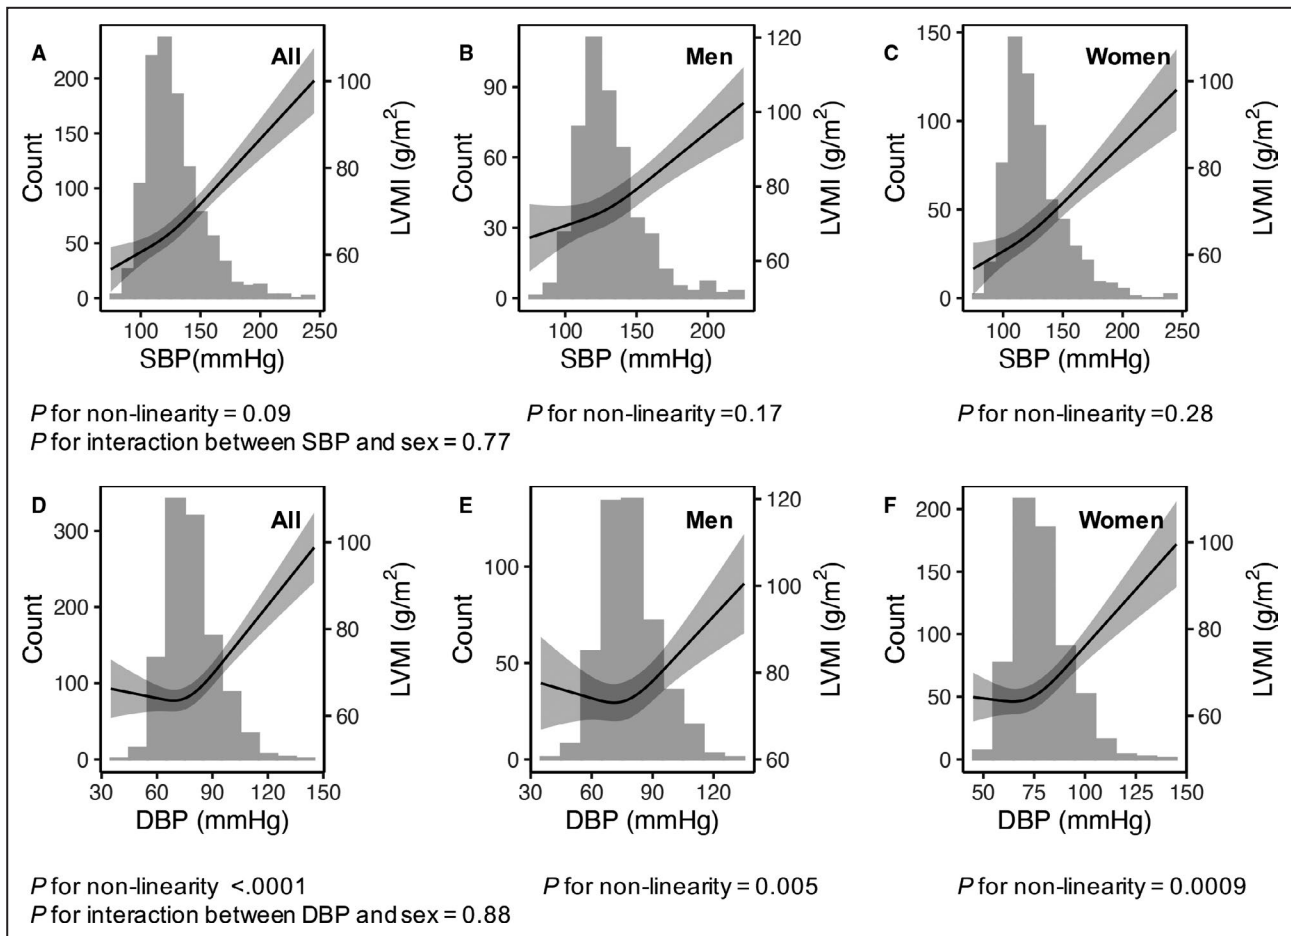 A
All
200
150
100
50
0
Count
100
80
60
LVMI (g/m²)
100 150 200 250
SBP(mmHg)
B
Men
90
60
30
0
Count
120
100
80
60
LVMI (g/m²)
100 150 200
SBP (mmHg)
C
Women
150
100
50
0
Count
100
80
60
LVMI (g/m²)
100 150 200 250
SBP (mmHg)
P for non-linearity = 0.09
P for non-linearity =0.17
P for non-linearity =0.28
P for interaction between SBP and sex = 0.77
D
All
300
200
100
0
Count
100
80
60
LVMI (g/m²)
30 60 90 120 150
DBP (mmHg)
E
Men
100
50
0
Count
120
100
80
60
LVMI (g/m²)
30 60 90 120
DBP (mmHg)
F
Women
200
150
100
50
0
Count
100
80
60
LVMI (g/m²)
50 75 100 125 150
DBP (mmHg)
P for non-linearity <.0001
P for non-linearity = 0.005
P for non-linearity = 0.0009
P for interaction between DBP and sex = 0.88